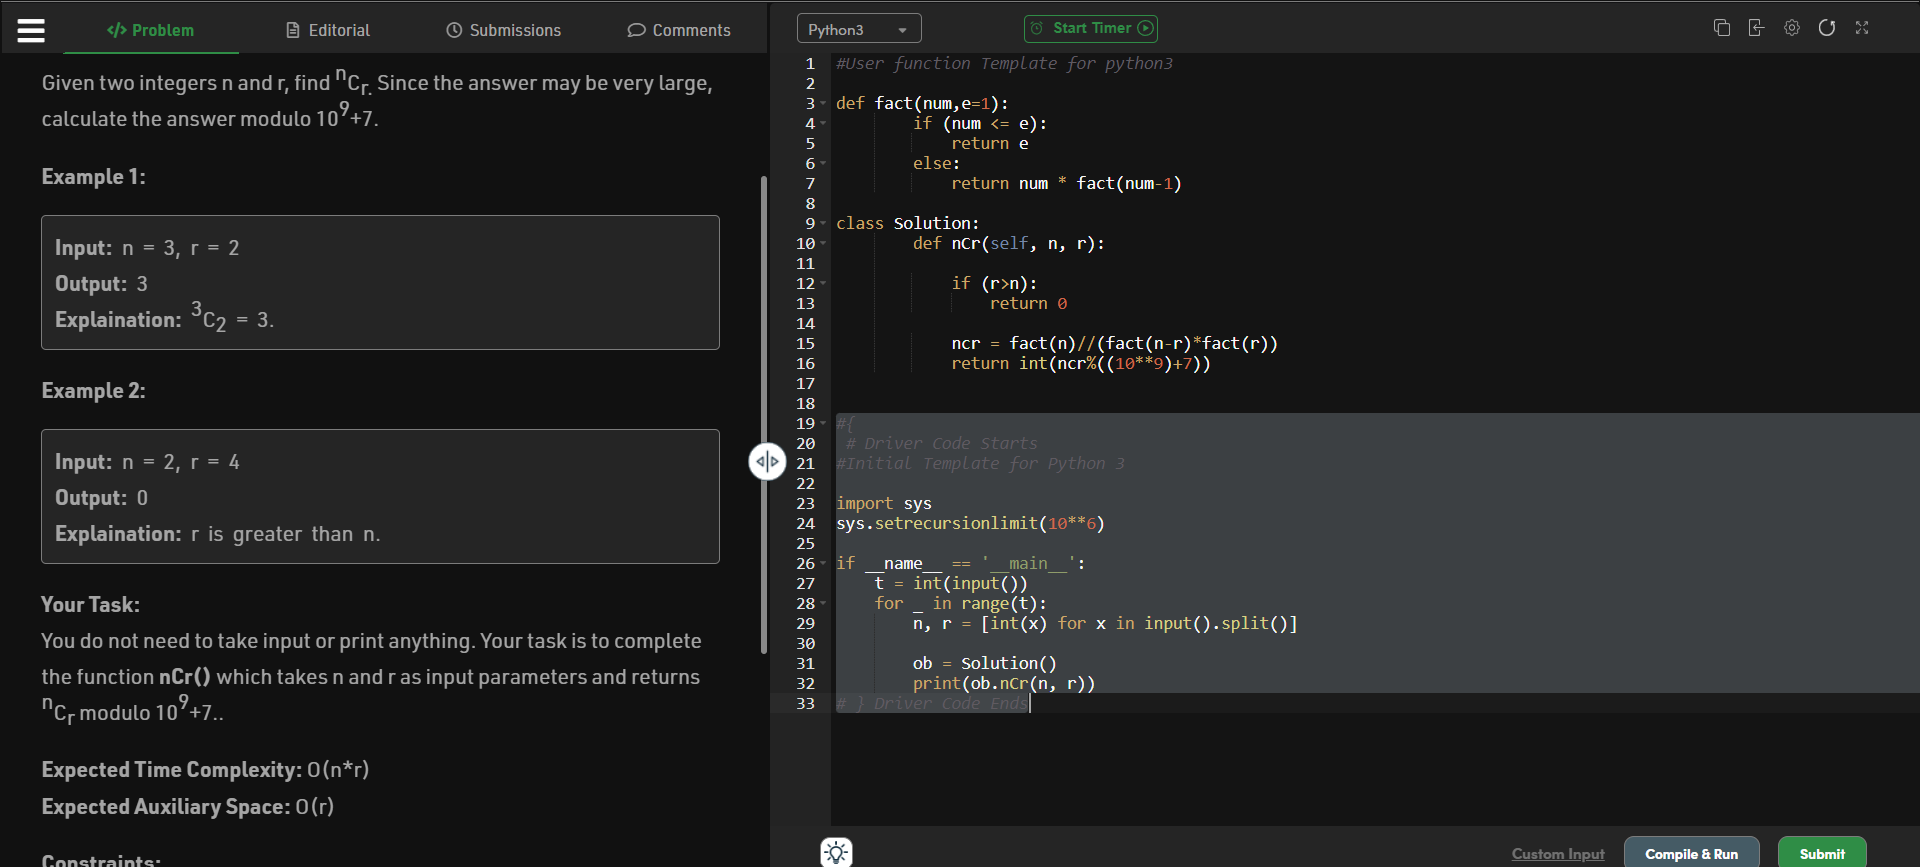 Problem
Editorial
Submissions
Comments
Given two integers n and r, find nCr. Since the answer may be very large,
calculate the answer modulo 10^9+7.
Example 1:
Input: n = 3, r = 2
Output: 3
Explaination: 3C2 = 3.
Example 2:
Input: n = 2, r = 4
Output: 0
Explaination: r is greater than n.
Your Task:
You do not need to take input or print anything. Your task is to complete
the function nCr() which takes n and r as input parameters and returns
nCr modulo 10^9+7..
Expected Time Complexity: O(n*r)
Expected Auxiliary Space: O(r)
Constraints:
Python3
Start Timer
1 #User function Template for python3
2
3 def fact(num,e=1):
4 if (num <= e):
5 return e
6 else:
7 return num * fact(num-1)
8
9 class Solution:
10 def nCr(self, n, r):
11
12 if (r>n):
13 return 0
14
15 ncr = fact(n)//(fact(n-r)*fact(r))
16 return int(ncr%((10**9)+7))
17
18
19 #{
20 # Driver Code Starts
21 #Initial Template for Python 3
22
23 import sys
24 sys.setrecursionlimit(10**6)
25
26 if __name__ == '__main__':
27 t = int(input())
28 for _ in range(t):
29 n, r = [int(x) for x in input().split()]
30
31 ob = Solution()
32 print(ob.nCr(n, r))
33 # } Driver Code Ends
Custom Input
Compile & Run
Submit